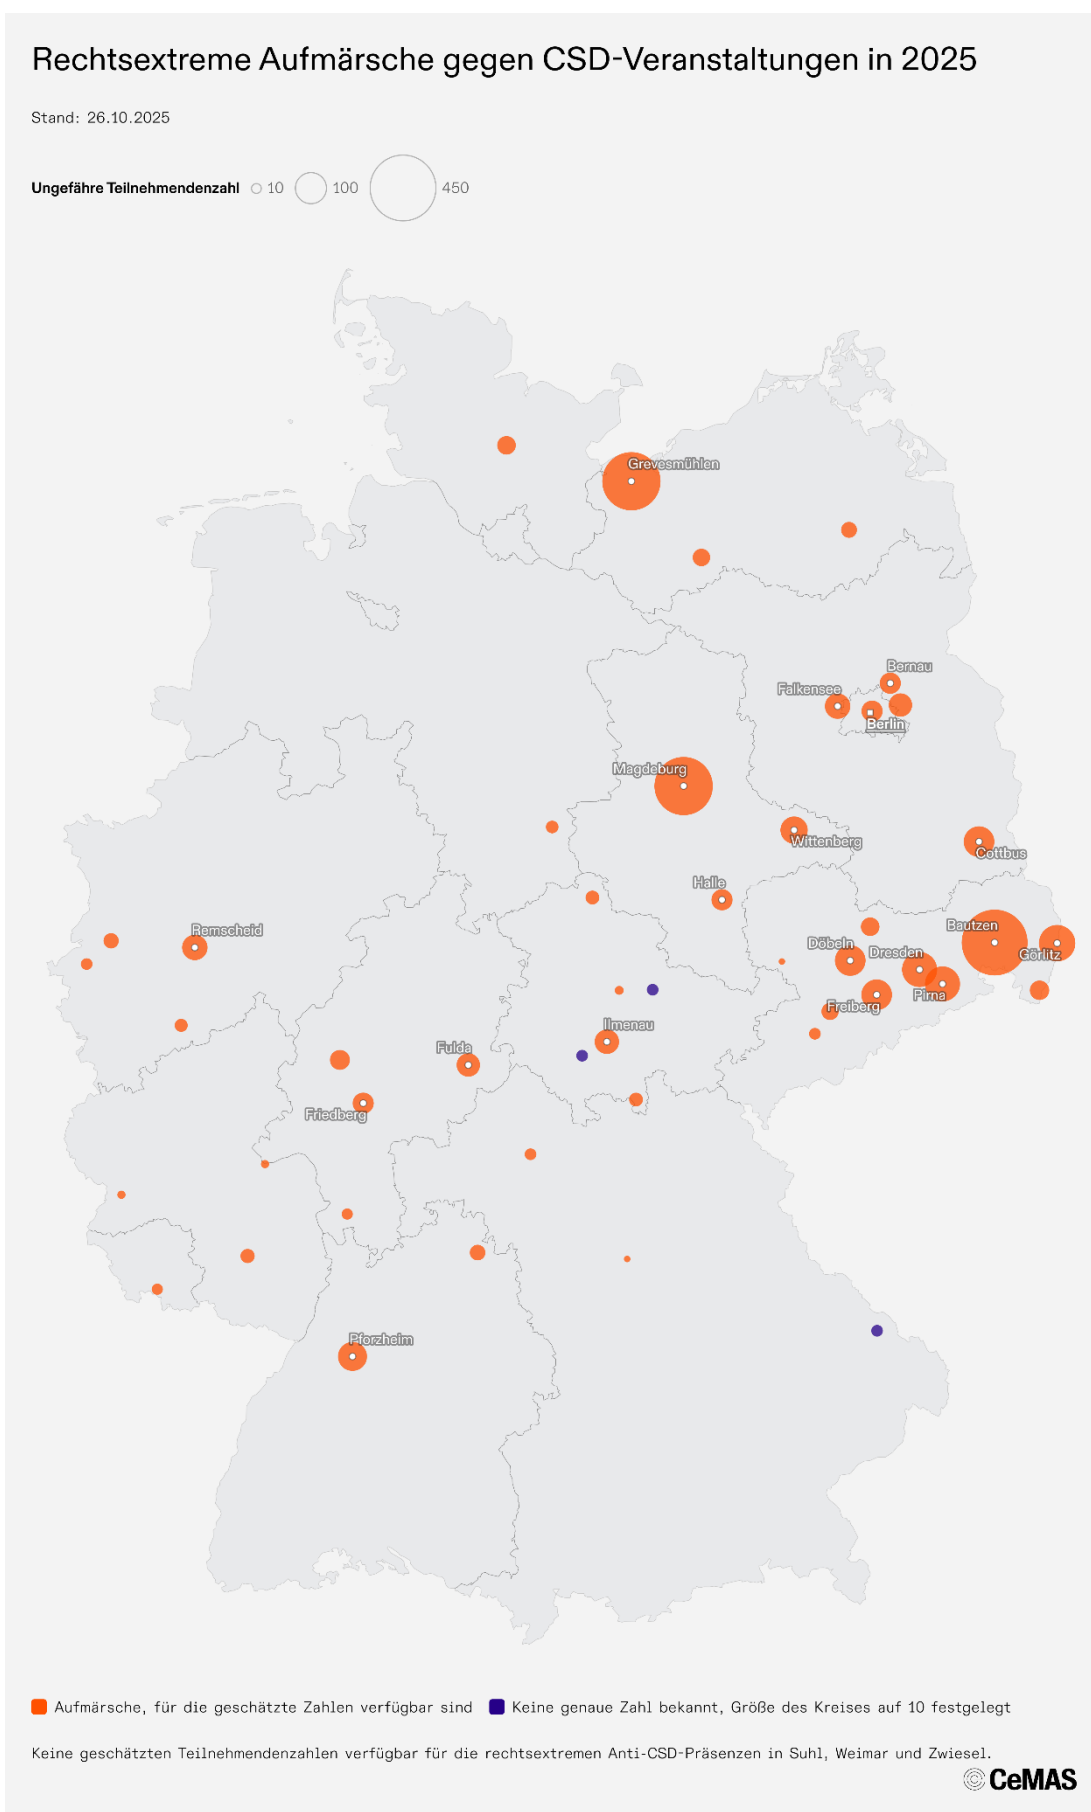 Rechtsextreme Aufmärsche gegen CSD-Veranstaltungen in 2025
Stand: 26.10.2025
Ungefähre Teilnehmendenzahl 10 100 450
Grevesmühlen
Bernau
Falkensee
Berlin
Magdeburg
Wittenberg
Cottbus
Halle
Remscheid
Bautzen
Döbeln
Dresden
Görlitz
Pirna
Freiberg
Ilmenau
Fulda
Friedberg
Pforzheim
Aufmärsche, für die geschätzte Zahlen verfügbar sind Keine genaue Zahl bekannt, Größe des Kreises auf 10 festgelegt
Keine geschätzten Teilnehmendenzahlen verfügbar für die rechtsextremen Anti-CSD-Präsenzen in Suhl, Weimar und Zwiesel.
CeMAS